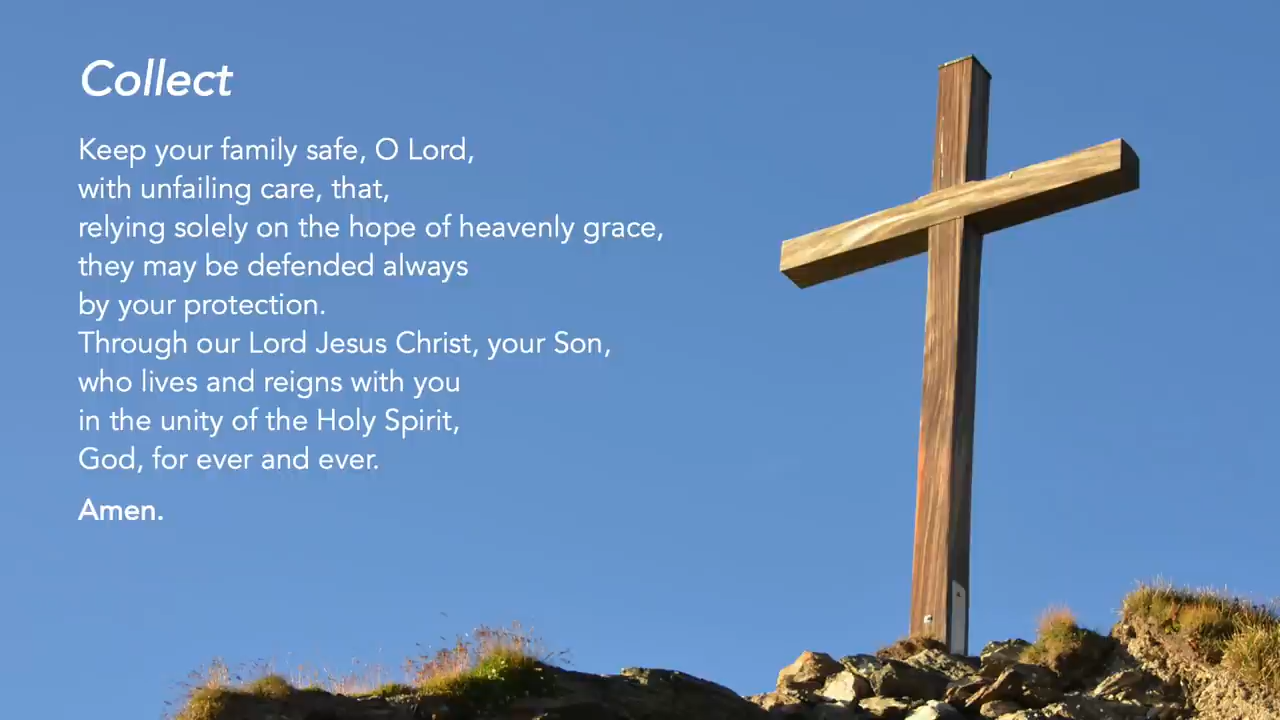 Collect
Keep your family safe, O Lord,
with unfailing care, that,
relying solely on the hope of heavenly grace,
they may be defended always
by your protection.
Through our Lord Jesus Christ, your Son,
who lives and reigns with you
in the unity of the Holy Spirit,
God, for ever and ever.
Amen.